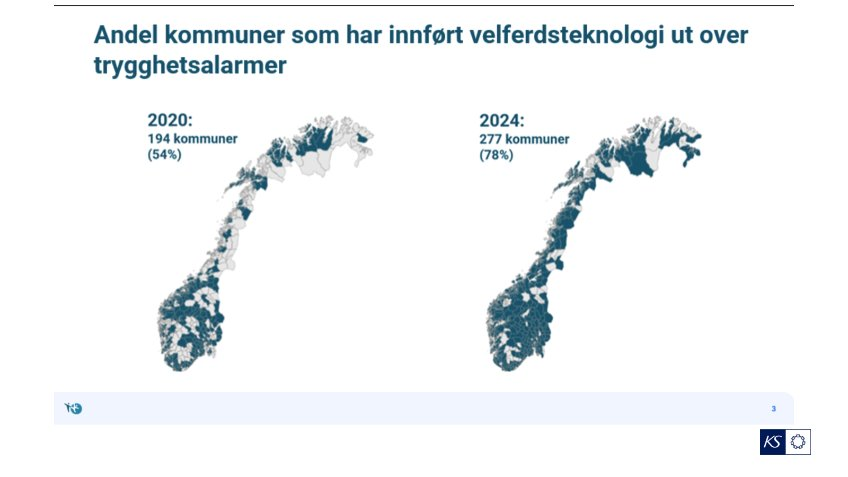 Andel kommuner som har innført velferdsteknologi ut over
trygghetsalarmer
2020:
194 kommuner
(54%)
2024:
277 kommuner
(78%)
3
KS